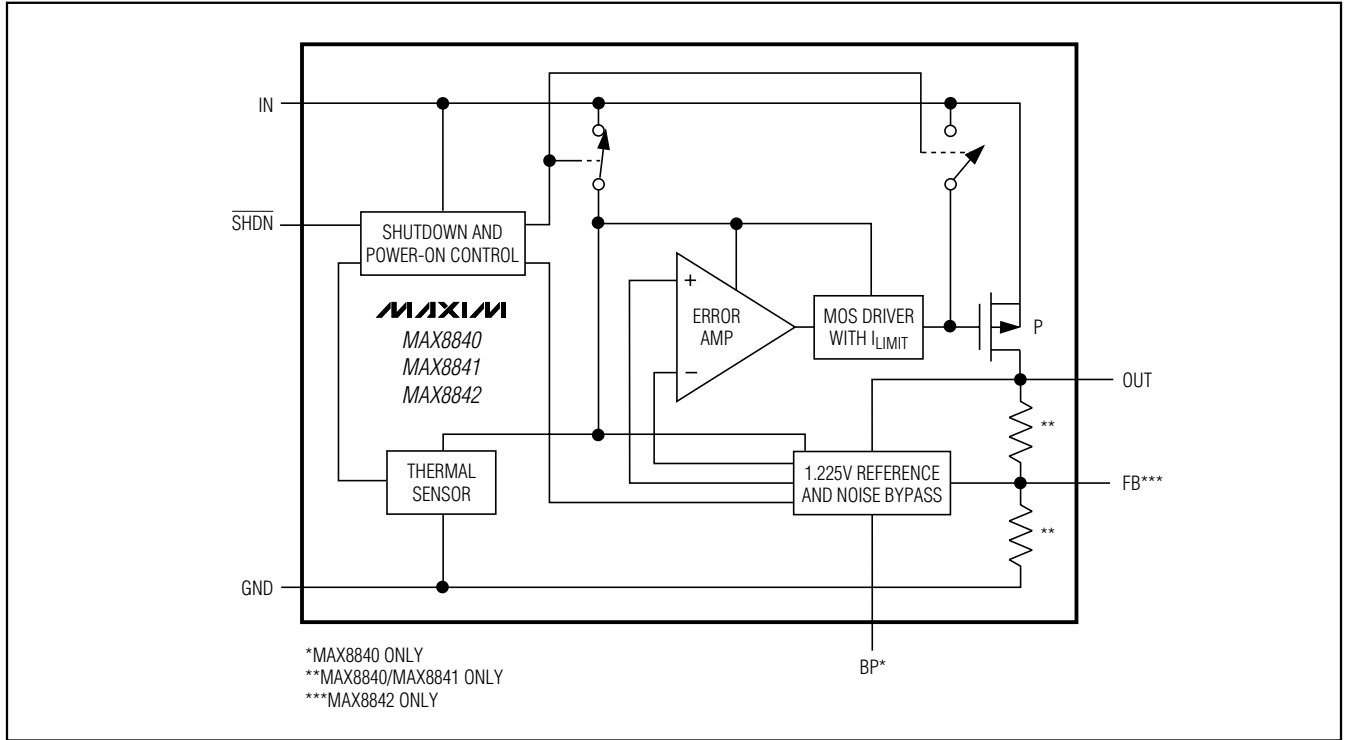 IN
SHDN
SHUTDOWN AND
POWER-ON CONTROL
MAXIM
MAX8840
MAX8841
MAX8842
+
ERROR
AMP
−
MOS DRIVER
WITH ILIMIT
P
OUT
**
THERMAL
SENSOR
1.225V REFERENCE
AND NOISE BYPASS
FB***
**
GND
BP*
*MAX8840 ONLY
**MAX8840/MAX8841 ONLY
***MAX8842 ONLY